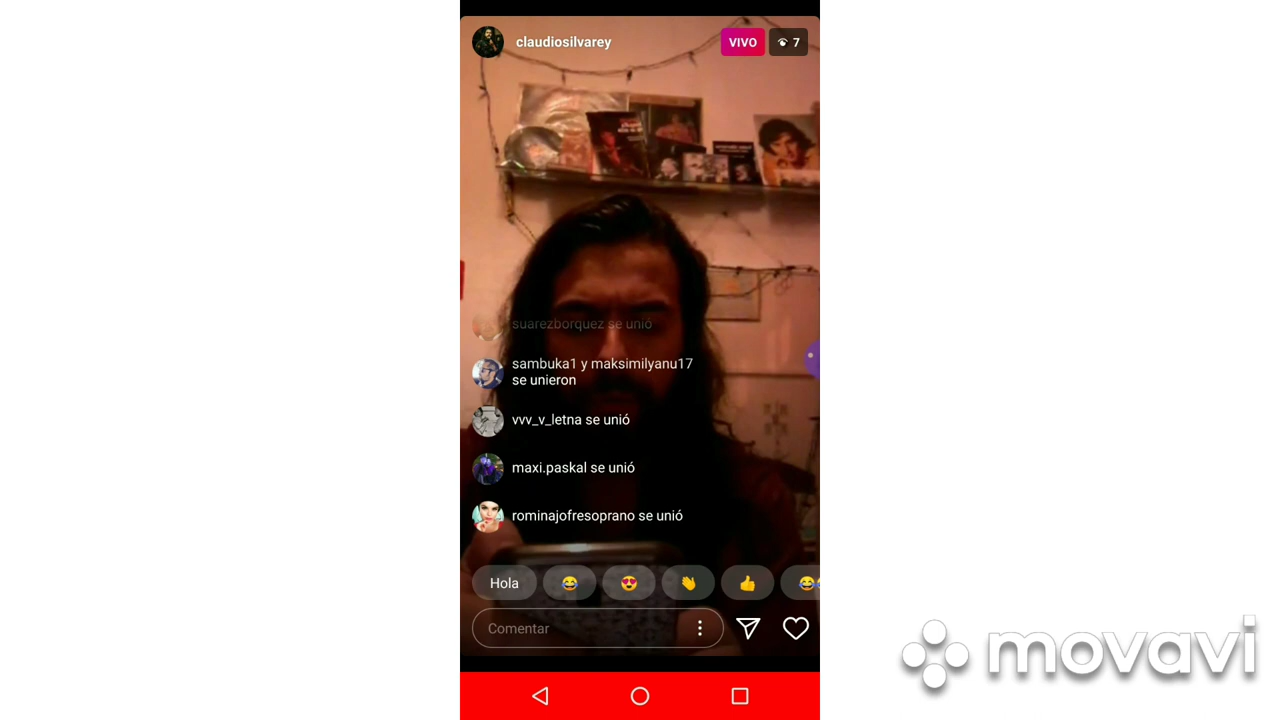 claudiosilvarey
VIVO
7
suarezborquez se unió
sambuka1 y maksimilyanu17
se unieron
vvv_v_letna se unió
maxi.paskal se unió
rominajofresoprano se unió
Hola
Comentar
movavi